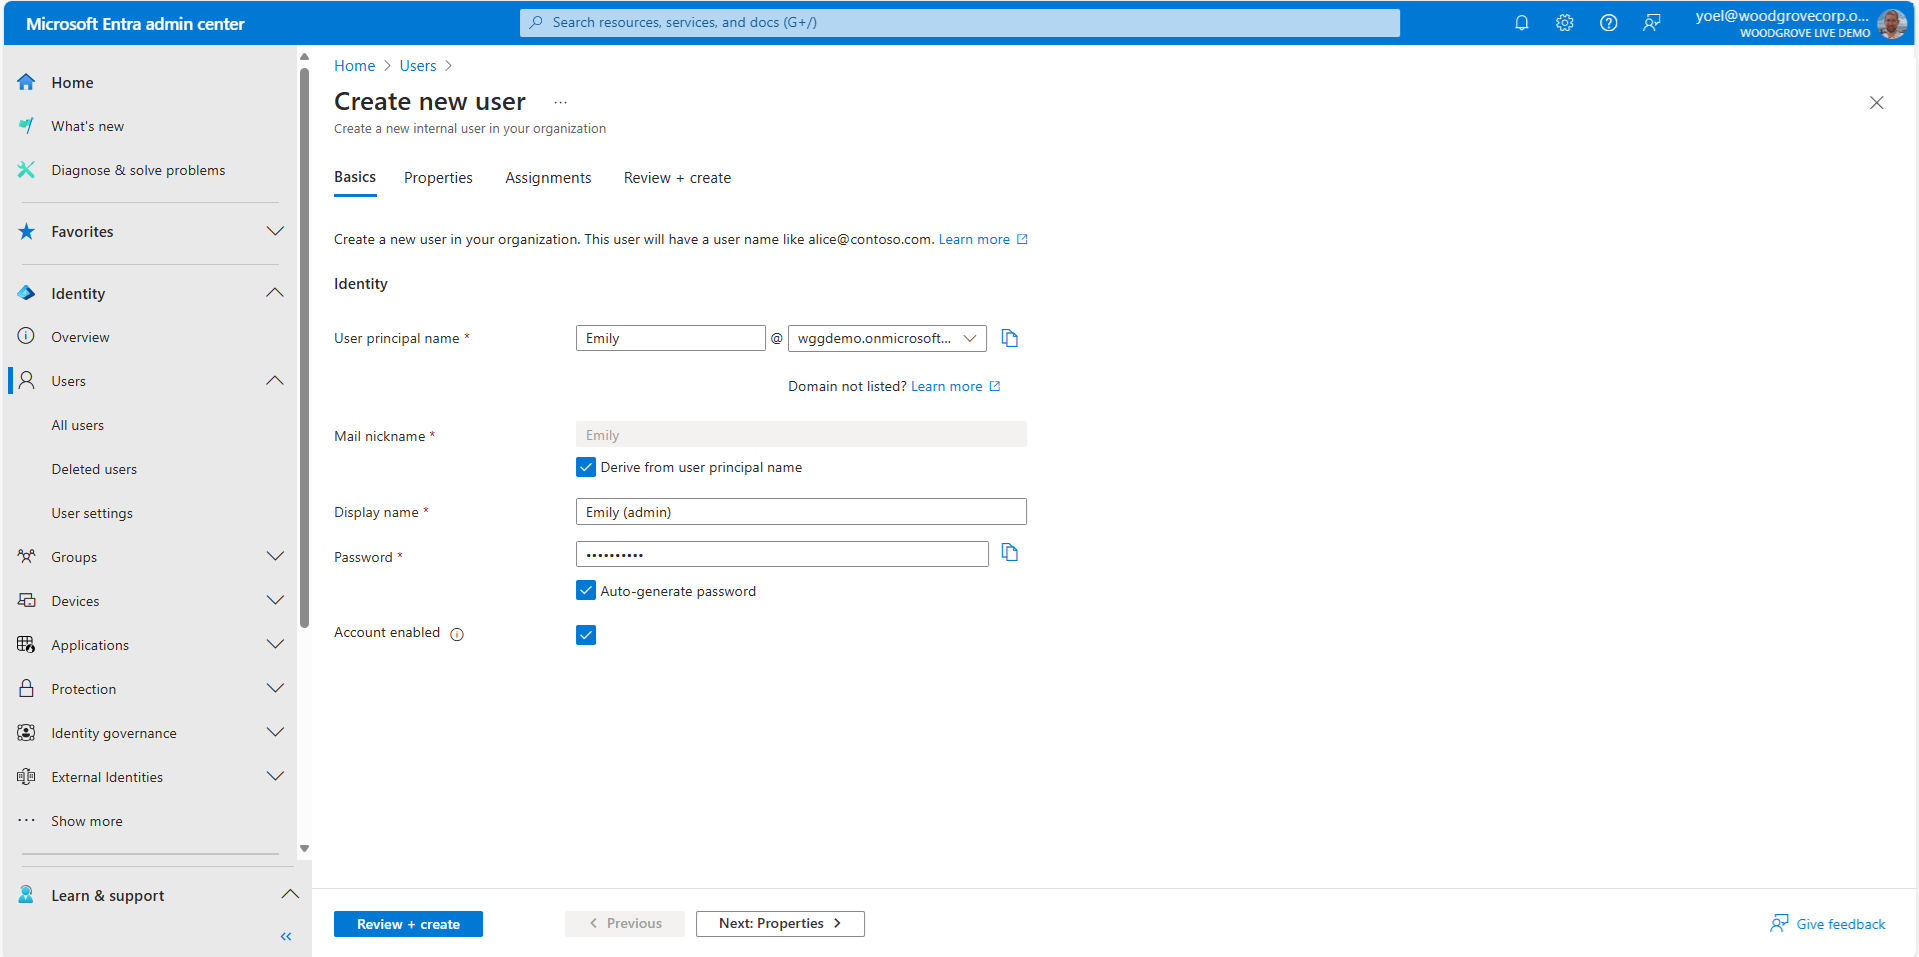 Microsoft Entra admin center
Search resources, services, and docs (G+/)
yoel@woodgrovecorp.o...
WOODGROVE LIVE DEMO
Home
What's new
Diagnose & solve problems
Favorites
Identity
Overview
Users
All users
Deleted users
User settings
Groups
Devices
Applications
Protection
Identity governance
External Identities
Show more
Learn & support
Home > Users >
Create new user ...
Create a new internal user in your organization
Basics Properties Assignments Review + create
Create a new user in your organization. This user will have a user name like alice@contoso.com. Learn more
Identity
User principal name * Emily @ wggdemo.onmicrosoft...
Domain not listed? Learn more
Mail nickname * Emily
Derive from user principal name
Display name * Emily (admin)
Password * ••••••••••
Auto-generate password
Account enabled
Review + create < Previous Next: Properties >
Give feedback